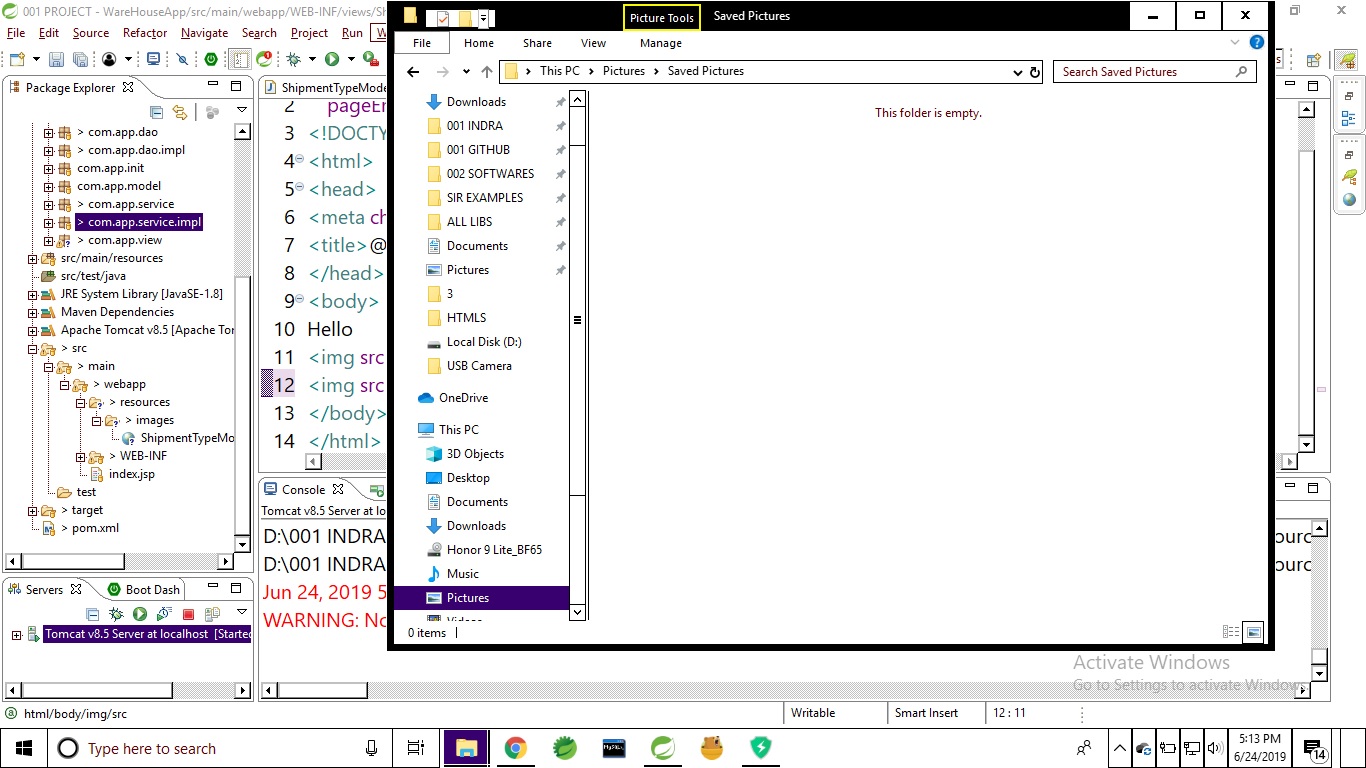 001 PROJECT - WareHouseApp/src/main/webapp/WEB-INF/views/Sh
File Edit Source Refactor Navigate Search Project Run W
Package Explorer
> com.app.dao
> com.app.dao.impl
com.app.init
com.app.model
> com.app.service
> com.app.service.impl
> com.app.view
src/main/resources
src/test/java
JRE System Library [JavaSE-1.8]
Maven Dependencies
Apache Tomcat v8.5 [Apache Tor
> src
> main
> webapp
> resources
> images
ShipmentTypeMo
> WEB-INF
index.jsp
test
> target
> pom.xml
Servers
Boot Dash
Tomcat v8.5 Server at localhost [Started
ShipmentTypeMode
2 pageEr
3 <!DOCTY
4 <html>
5 <head>
6 <meta ch
7 <title>@
8 </head>
9 <body>
10 Hello
11 <img src
12 <img src
13 </body>
14 </html>
Console
Tomcat v8.5 Server at lo
D:\001 INDRA
D:\001 INDRA
Jun 24, 2019 5
WARNING: No
ourc
ourc
Picture Tools
Saved Pictures
File Home Share View Manage
This PC > Pictures > Saved Pictures
Search Saved Pictures
Downloads
001 INDRA
001 GITHUB
002 SOFTWARES
SIR EXAMPLES
ALL LIBS
Documents
Pictures
3
HTMLS
Local Disk (D:)
USB Camera
OneDrive
This PC
3D Objects
Desktop
Documents
Downloads
Honor 9 Lite_BF65
Music
Pictures
Videos
This folder is empty.
0 items
Activate Windows
Go to Settings to activate Windows.
html/body/img/src
Writable
Smart Insert
12 : 11
Type here to search
MySQL
5:13 PM
6/24/2019
14